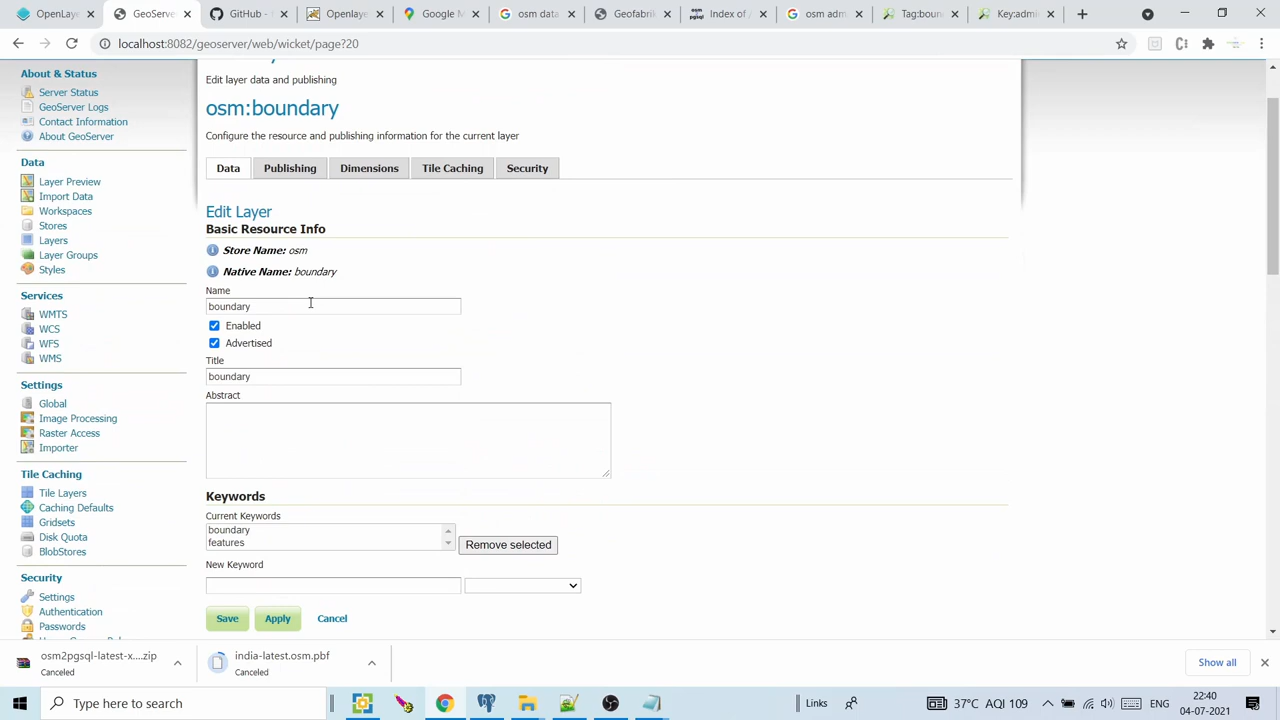 GeoServ
Data (
Openlaye
Google M
osm data
Geofabrik
Index of /
osm adm
Tag:boun
Key:admi
localhost:8082/geoserver/web/wicket/page?20
About & Status
Server Status
GeoServer Logs
Contact Information
About GeoServer
Data
Layer Preview
Import Data
Workspaces
Stores
Layers
Layer Groups
Styles
Services
WMTS
WCS
WFS
WMS
Settings
Global
Image Processing
Raster Access
Importer
Tile Caching
Tile Layers
Caching Defaults
Gridsets
Disk Quota
BlobStores
Security
Settings
Authentication
Passwords
Edit layer data and publishing
osm:boundary
Configure the resource and publishing information for the current layer
Data
Publishing
Dimensions
Tile Caching
Security
Edit Layer
Basic Resource Info
Store Name: osm
Native Name: boundary
Name
boundary
Enabled
Advertised
Title
boundary
Abstract
Keywords
Current Keywords
boundary
features
Remove selected
New Keyword
Save
Apply
Cancel
osm2pgsql-latest-x....zip
Canceled
india-latest.osm.pbf
Canceled
Show all
Type here to search
Links
37°C AQI 109
ENG
22:40
04-07-2021